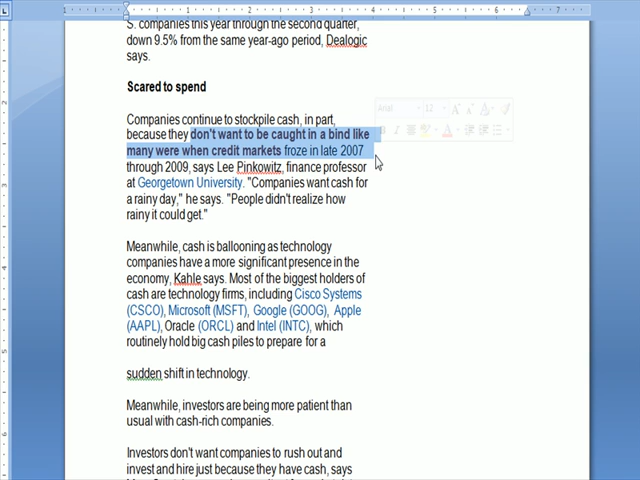 S. companies this year through the second quarter,
down 9.5% from the same year-ago period, Dealogic
says.
Scared to spend
Companies continue to stockpile cash, in part,
because they don't want to be caught in a bind like
many were when credit markets froze in late 2007
through 2009, says Lee Pinkowitz, finance professor
at Georgetown University. "Companies want cash for
a rainy day," he says. "People didn't realize how
rainy it could get."
Meanwhile, cash is ballooning as technology
companies have a more significant presence in the
economy, Kahle says. Most of the biggest holders of
cash are technology firms, including Cisco Systems
(CSCO), Microsoft (MSFT), Google (GOOG), Apple
(AAPL), Oracle (ORCL) and Intel (INTC), which
routinely hold big cash piles to prepare for a
sudden shift in technology.
Meanwhile, investors are being more patient than
usual with cash-rich companies.
Investors don't want companies to rush out and
invest and hire just because they have cash, says